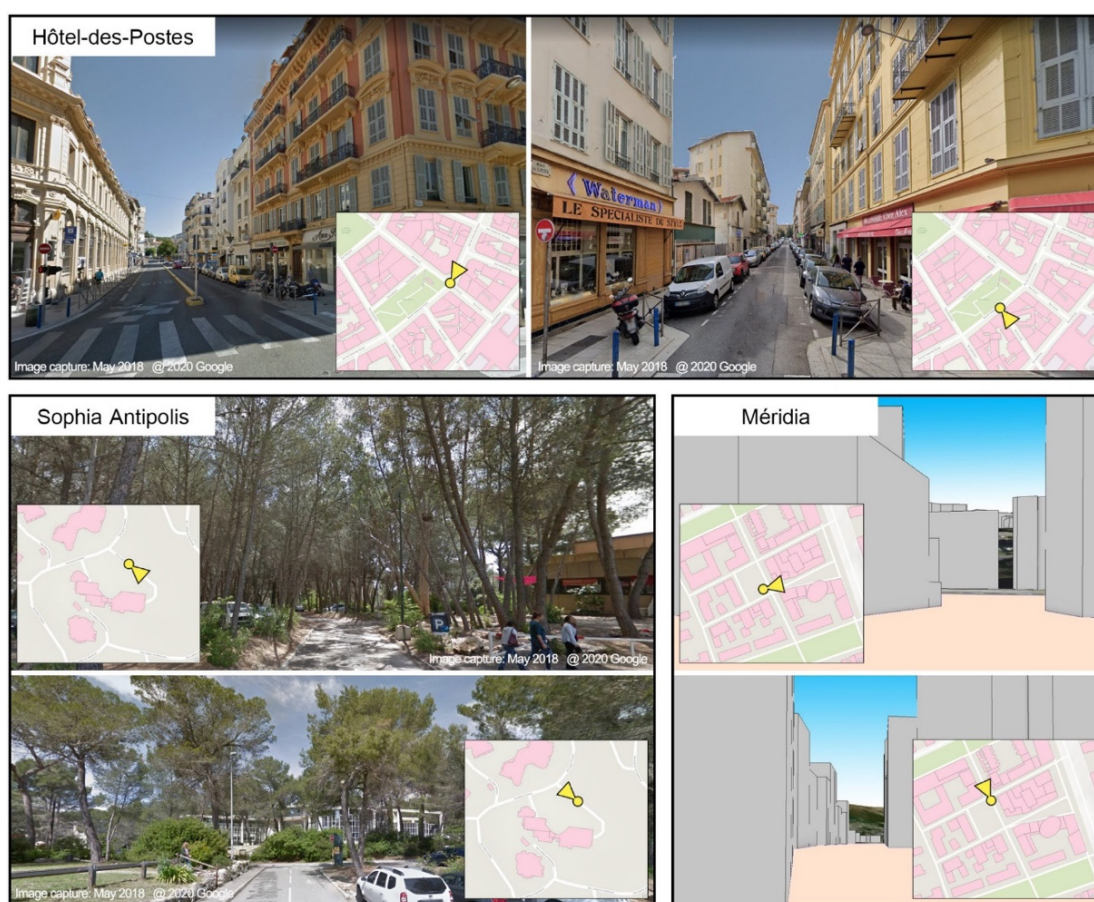 Hôtel-des-Postes
Waterman
LE SPECIALISTE DU STYLO
Image capture: May 2018 @ 2020 Google
Image capture: May 2018 @ 2020 Google
Sophia Antipolis
P
Image capture: May 2018 @ 2020 Google
Image capture: May 2018 @ 2020 Google
Méridia